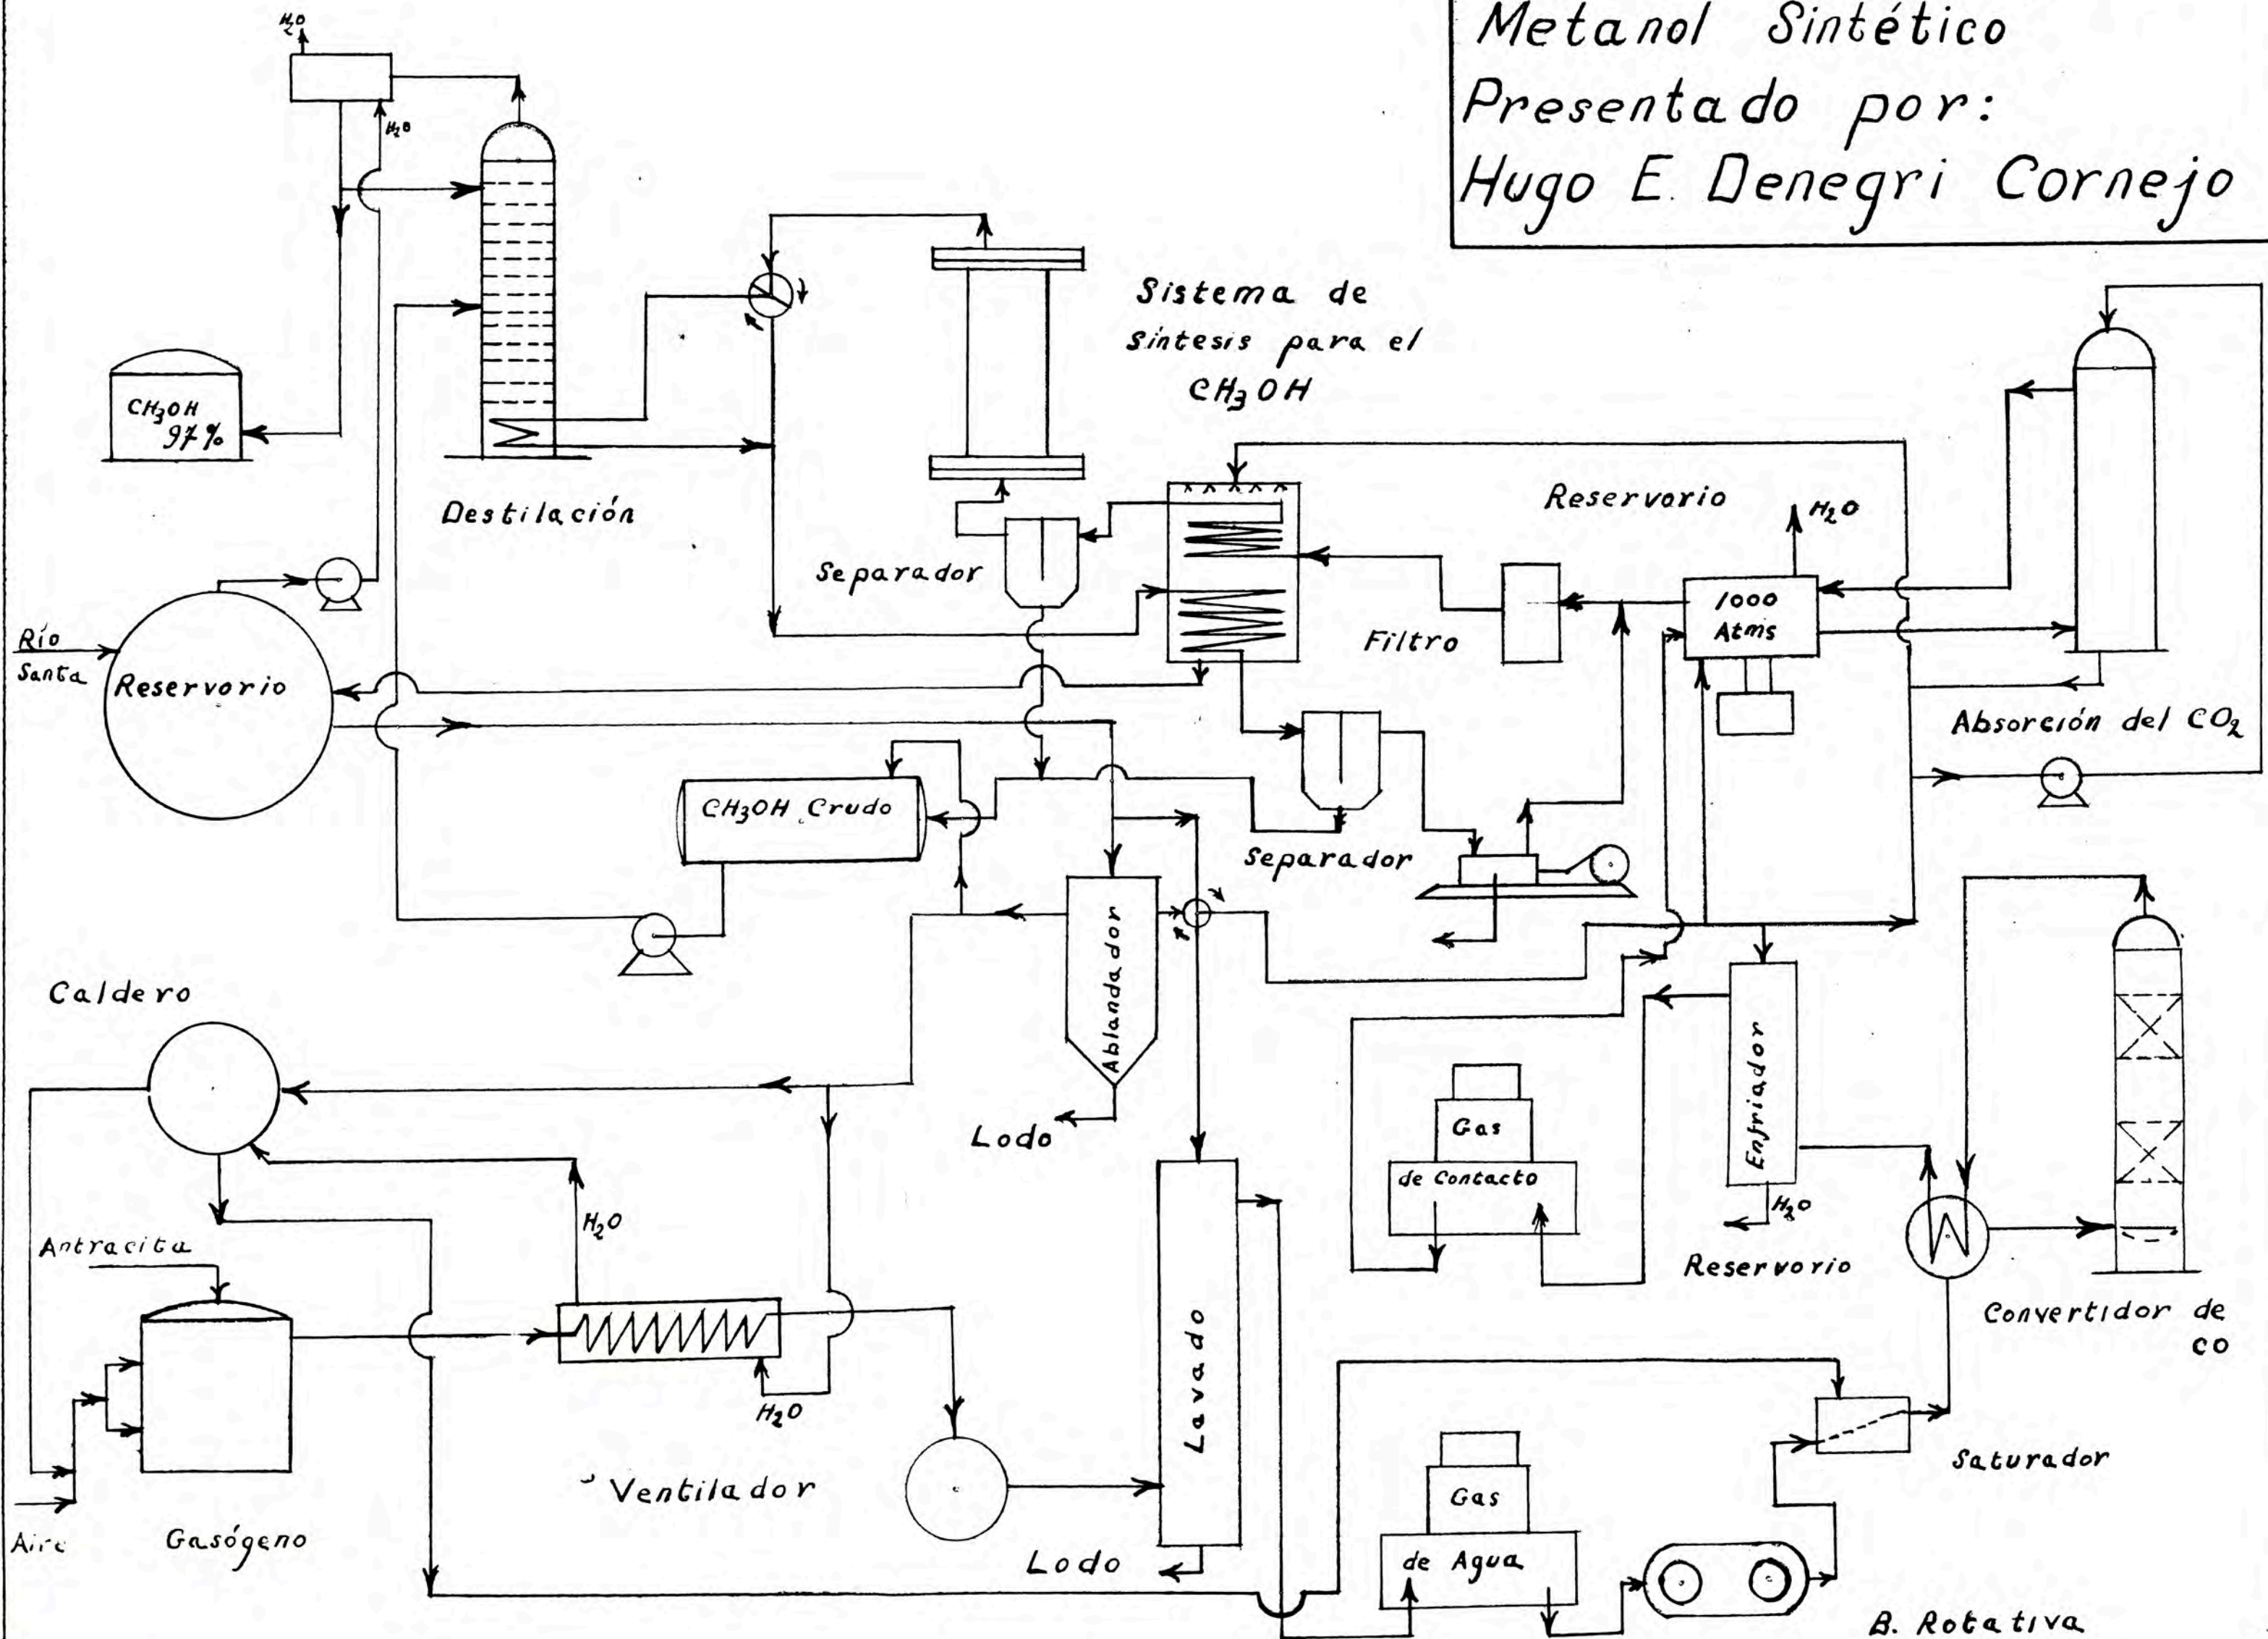 Metanol Sintético
Presentado por:
Hugo E. Denegri Cornejo
H2O
H2O
CH3OH
97%
Destilación
Sistema de
Síntesis para el
CH3OH
Separador
Reservorio
H2O
1000
Atms
Filtro
Absorción del CO2
Río
Santa
Reservorio
CH3OH Crudo
Separador
Ablandador
Lodo
Caldero
Gas
de Contacto
Enfriador
H2O
Reservorio
Convertidor de
CO
Antracita
H2O
H2O
Aire
Gasógeno
Ventilador
Lavado
Lodo
Gas
de Agua
Saturador
B. Rotativa